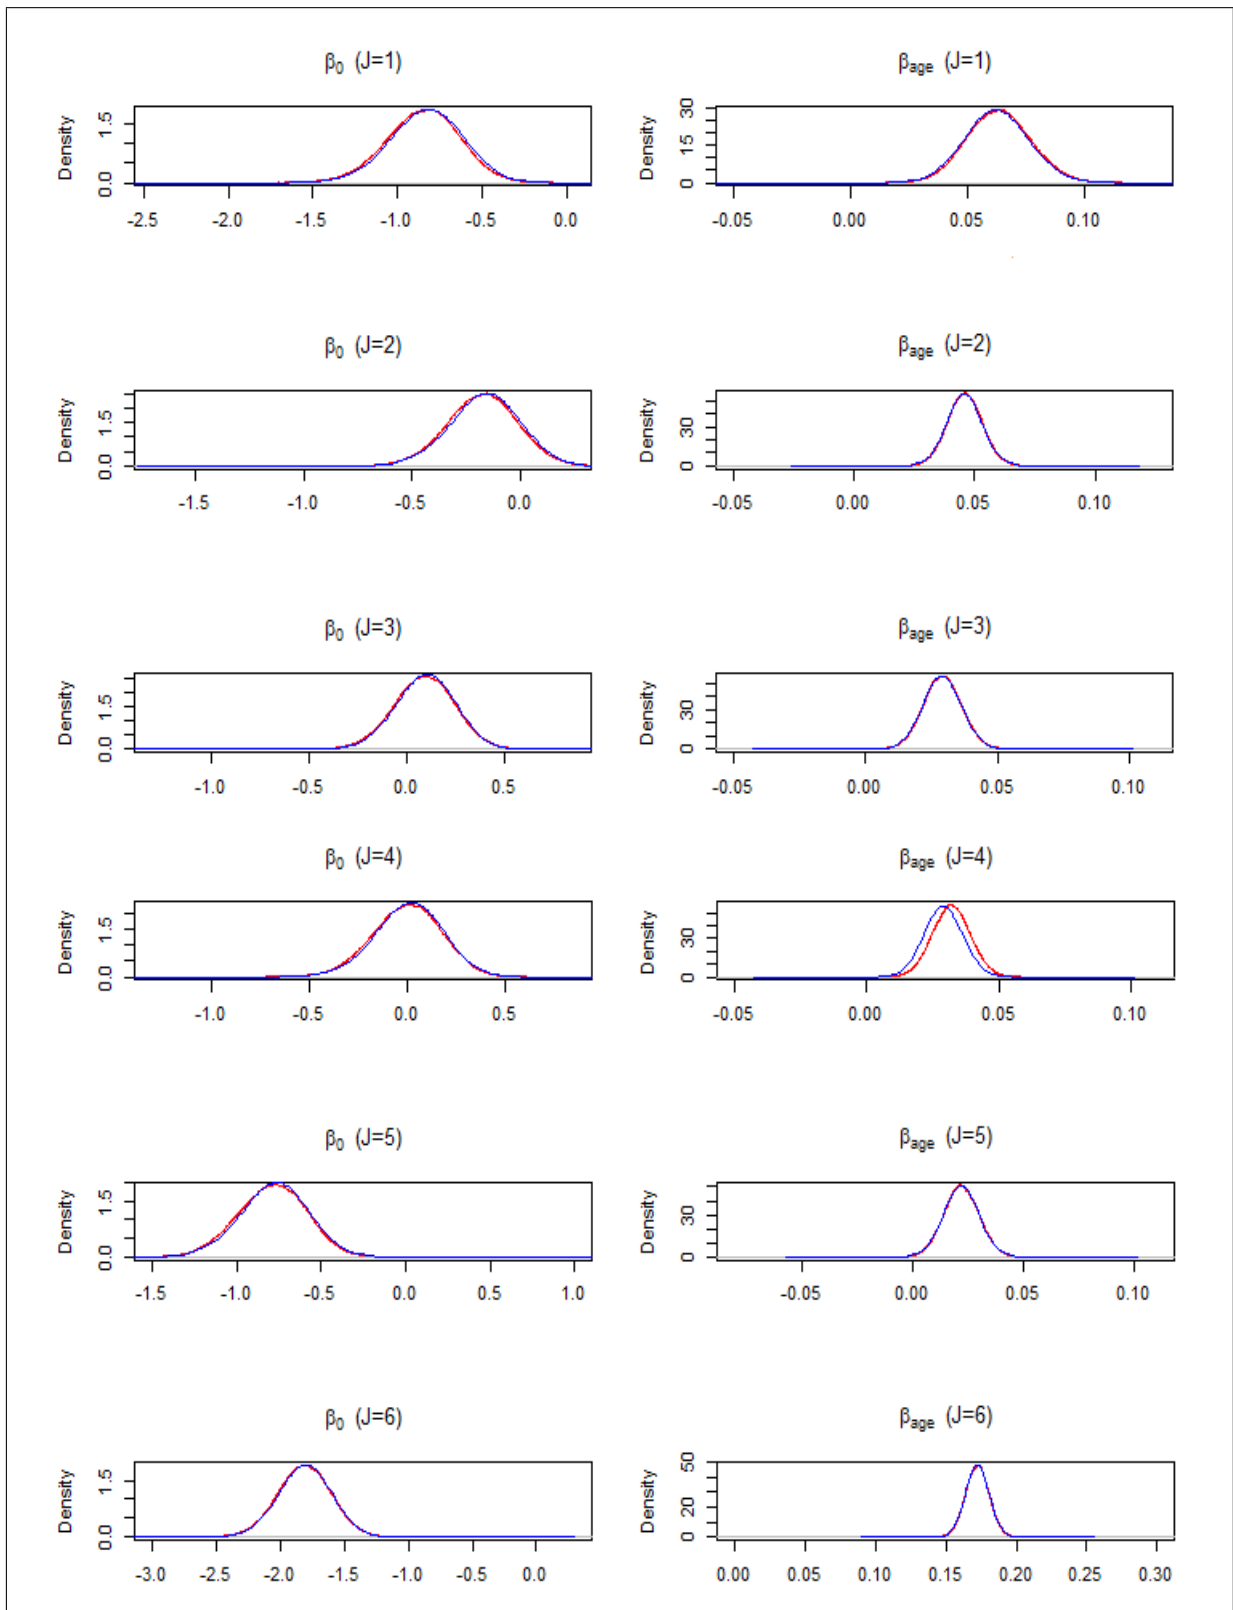 β₀ (J=1)
Density
0.0 1.5
-2.5 -2.0 -1.5 -1.0 -0.5 0.0
βage (J=1)
Density
0 15 30
-0.05 0.00 0.05 0.10
β₀ (J=2)
Density
0.0 1.5
-1.5 -1.0 -0.5 0.0
βage (J=2)
Density
0 30
-0.05 0.00 0.05 0.10
β₀ (J=3)
Density
0.0 1.5
-1.0 -0.5 0.0 0.5
βage (J=3)
Density
0 30
-0.05 0.00 0.05 0.10
β₀ (J=4)
Density
0.0 1.5
-1.0 -0.5 0.0 0.5
βage (J=4)
Density
0 30
-0.05 0.00 0.05 0.10
β₀ (J=5)
Density
0.0 1.5
-1.5 -1.0 -0.5 0.0 0.5 1.0
βage (J=5)
Density
0 30
-0.05 0.00 0.05 0.10
β₀ (J=6)
Density
0.0 1.5
-3.0 -2.5 -2.0 -1.5 -1.0 -0.5 0.0
βage (J=6)
Density
0 20 50
0.00 0.05 0.10 0.15 0.20 0.25 0.30